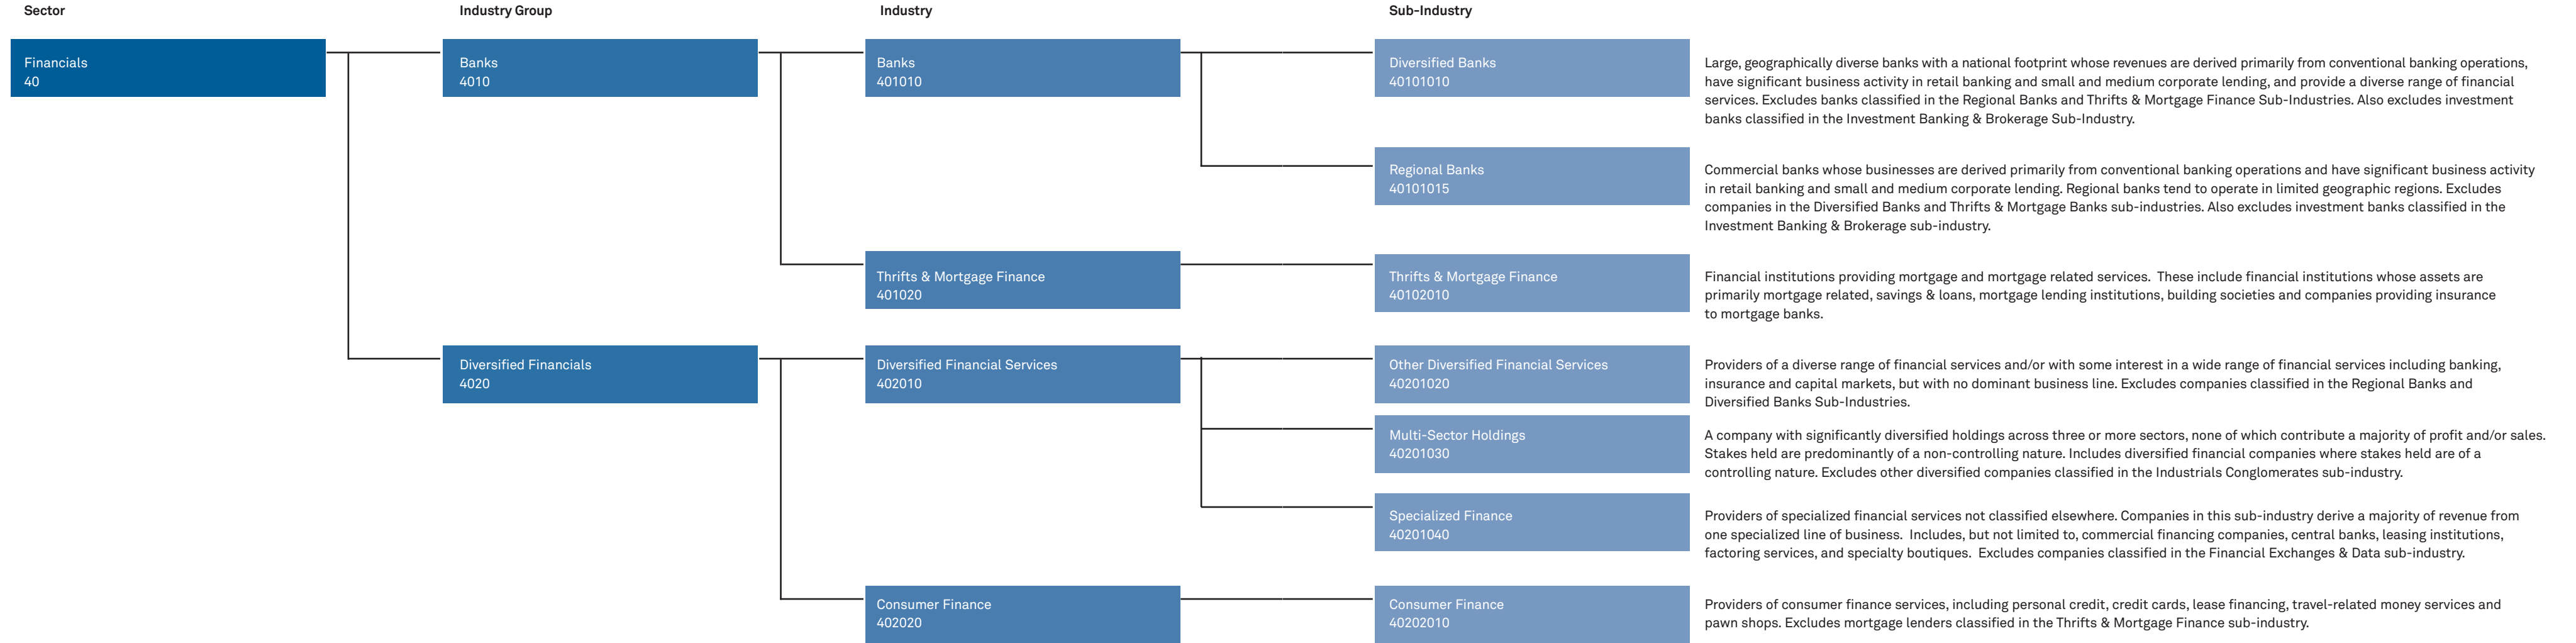 Sector
Industry Group
Industry
Sub-Industry
Financials
40
Banks
4010
Banks
401010
Diversified Banks
40101010
Large, geographically diverse banks with a national footprint whose revenues are derived primarily from conventional banking operations,
have significant business activity in retail banking and small and medium corporate lending, and provide a diverse range of financial
services. Excludes banks classified in the Regional Banks and Thrifts & Mortgage Finance Sub-Industries. Also excludes investment
banks classified in the Investment Banking & Brokerage Sub-Industry.
Regional Banks
40101015
Commercial banks whose businesses are derived primarily from conventional banking operations and have significant business activity
in retail banking and small and medium corporate lending. Regional banks tend to operate in limited geographic regions. Excludes
companies in the Diversified Banks and Thrifts & Mortgage Banks sub-industries. Also excludes investment banks classified in the
Investment Banking & Brokerage sub-industry.
Thrifts & Mortgage Finance
401020
Thrifts & Mortgage Finance
40102010
Financial institutions providing mortgage and mortgage related services. These include financial institutions whose assets are
primarily mortgage related, savings & loans, mortgage lending institutions, building societies and companies providing insurance
to mortgage banks.
Diversified Financials
4020
Diversified Financial Services
402010
Other Diversified Financial Services
40201020
Providers of a diverse range of financial services and/or with some interest in a wide range of financial services including banking,
insurance and capital markets, but with no dominant business line. Excludes companies classified in the Regional Banks and
Diversified Banks Sub-Industries.
Multi-Sector Holdings
40201030
A company with significantly diversified holdings across three or more sectors, none of which contribute a majority of profit and/or sales.
Stakes held are predominantly of a non-controlling nature. Includes diversified financial companies where stakes held are of a
controlling nature. Excludes other diversified companies classified in the Industrials Conglomerates sub-industry.
Specialized Finance
40201040
Providers of specialized financial services not classified elsewhere. Companies in this sub-industry derive a majority of revenue from
one specialized line of business. Includes, but not limited to, commercial financing companies, central banks, leasing institutions,
factoring services, and specialty boutiques. Excludes companies classified in the Financial Exchanges & Data sub-industry.
Consumer Finance
402020
Consumer Finance
40202010
Providers of consumer finance services, including personal credit, credit cards, lease financing, travel-related money services and
pawn shops. Excludes mortgage lenders classified in the Thrifts & Mortgage Finance sub-industry.